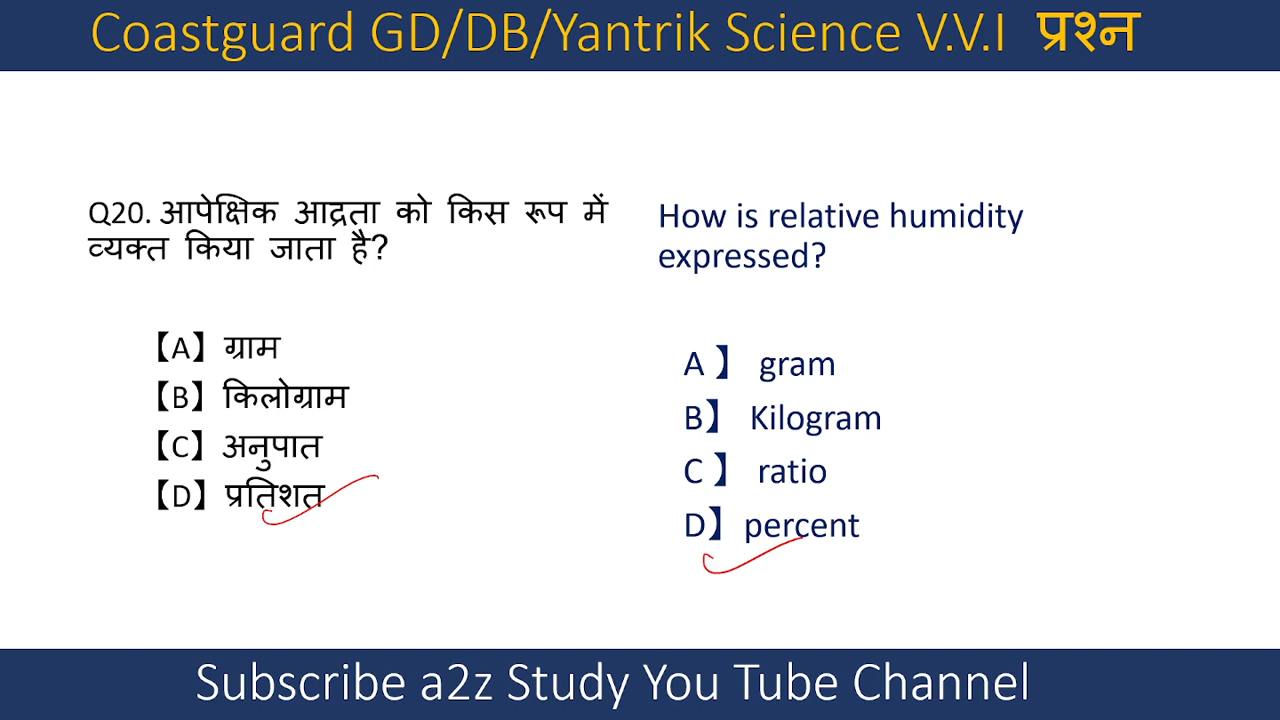 Coastguard GD/DB/Yantrik Science V.V.I प्रश्न
Q20. आपेक्षिक आद्रता को किस रूप में
व्यक्त किया जाता है?
【A】ग्राम
【B】किलोग्राम
【C】अनुपात
【D】प्रतिशत
How is relative humidity
expressed?
A 】 gram
B】 Kilogram
C 】 ratio
D】percent
Subscribe a2z Study You Tube Channel